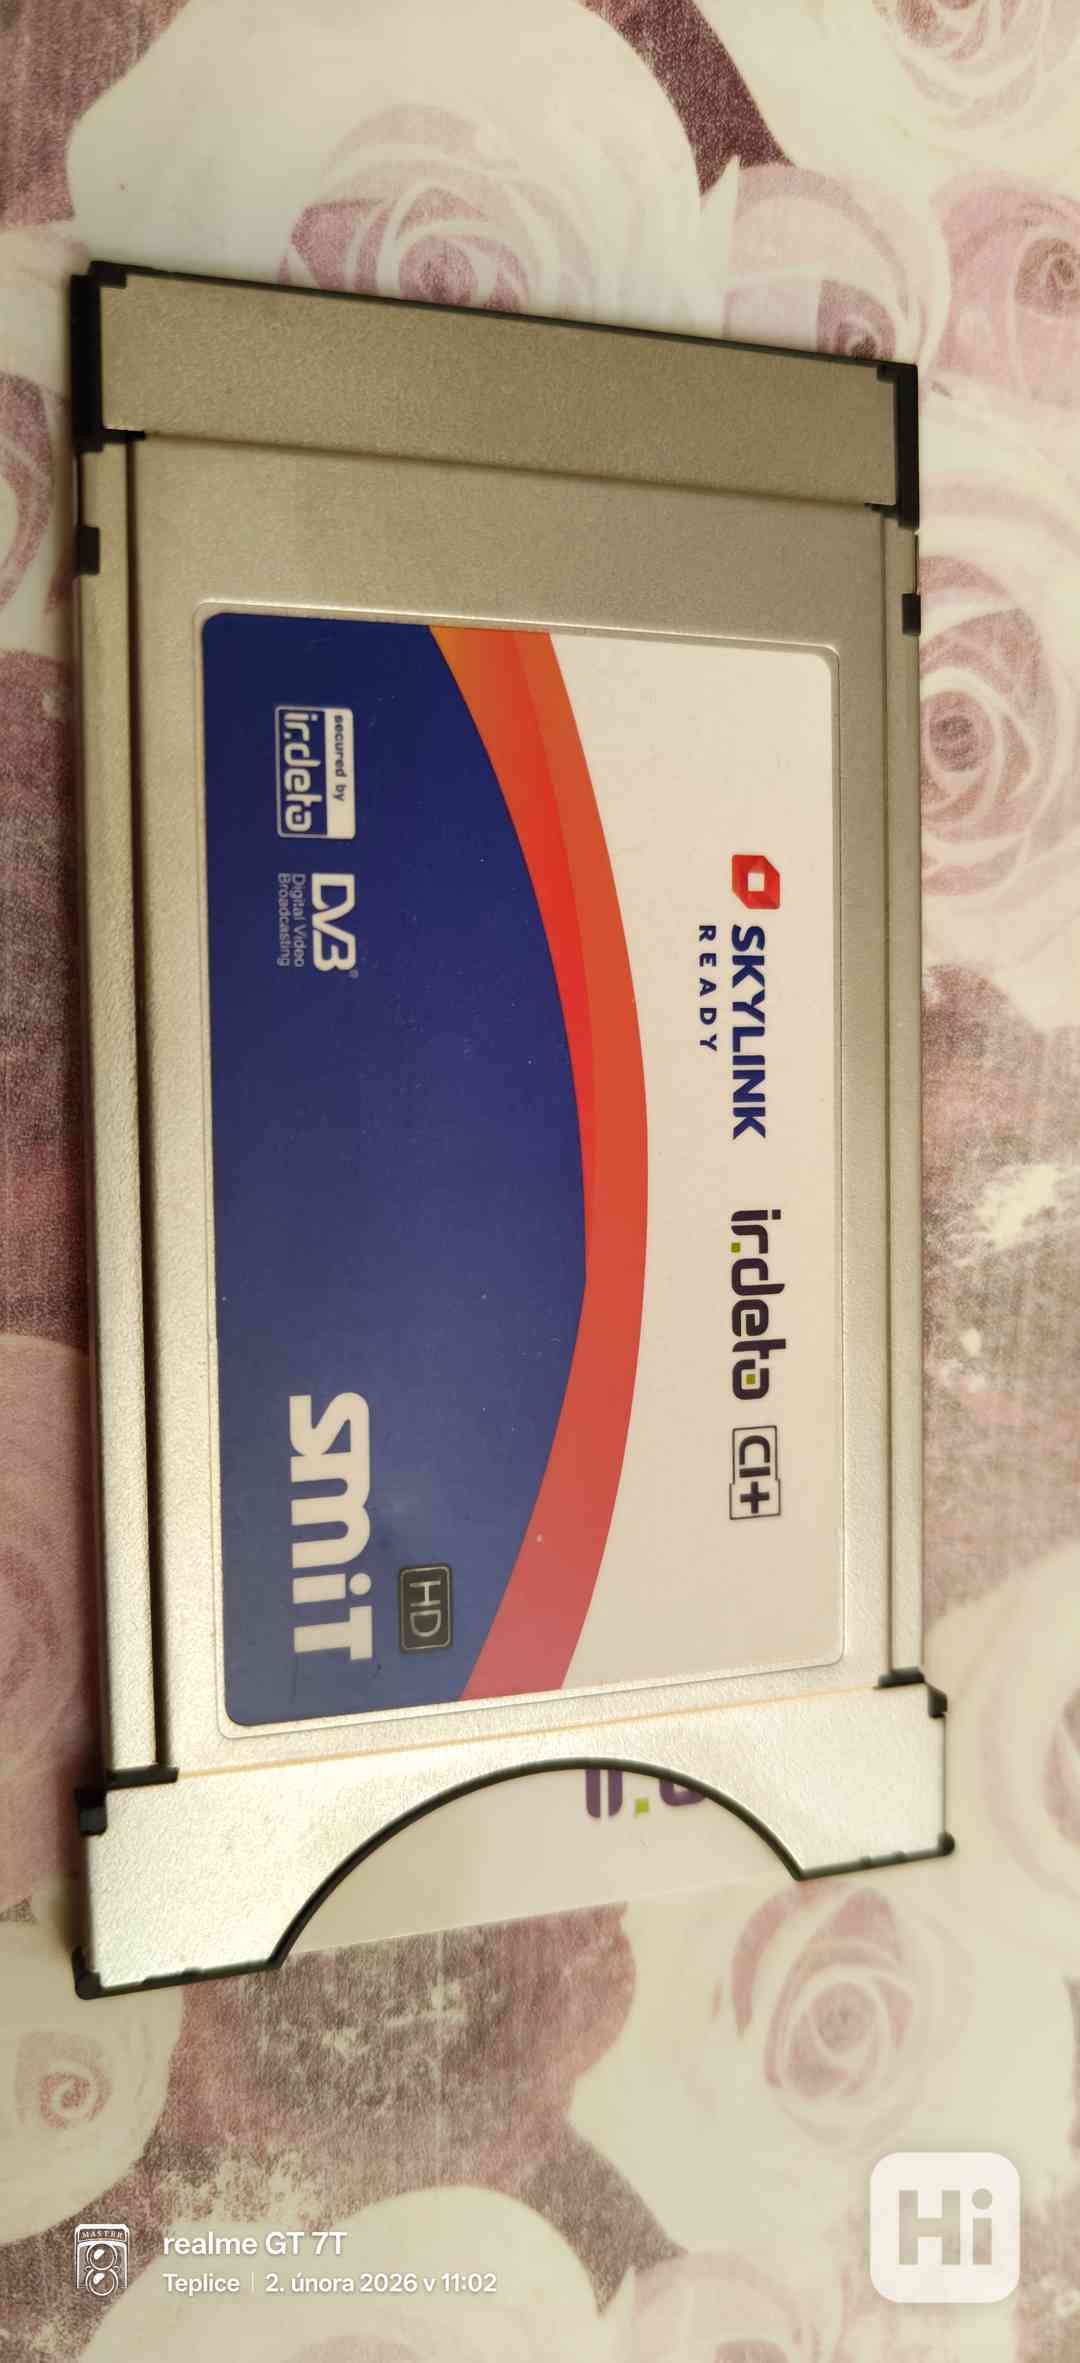 SKYLINK
READY
irdeto
CI+
secured by
irdeto
DVB®
Digital Video
Broadcasting
HD
SMiT
MASTER
realme GT 7T
Teplice | 2. února 2026 v 11:02
Hi